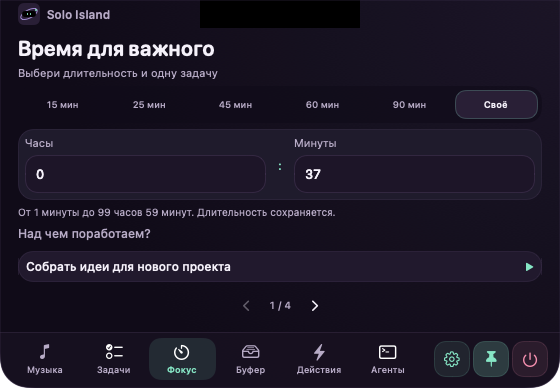 Solo Island
Время для важного
Выбери длительность и одну задачу
15 мин
25 мин
45 мин
60 мин
90 мин
Своё
Часы
Минуты
0
:
37
От 1 минуты до 99 часов 59 минут. Длительность сохраняется.
Над чем поработаем?
Собрать идеи для нового проекта
1 / 4
Музыка
Задачи
Фокус
Буфер
Действия
Агенты